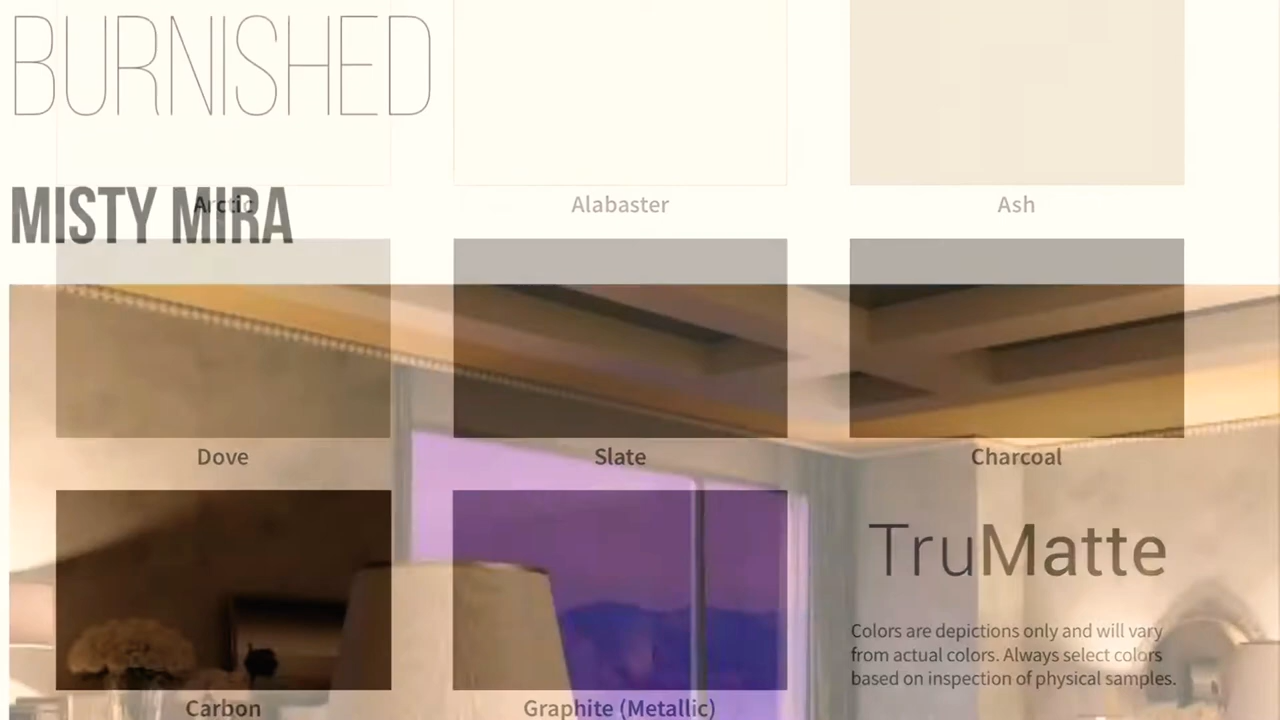 BURNISHED
MISTY MIRA
Arctic
Alabaster
Ash
Dove
Slate
Charcoal
TruMatte
Colors are depictions only and will vary
from actual colors. Always select colors
based on inspection of physical samples.
Carbon
Graphite (Metallic)